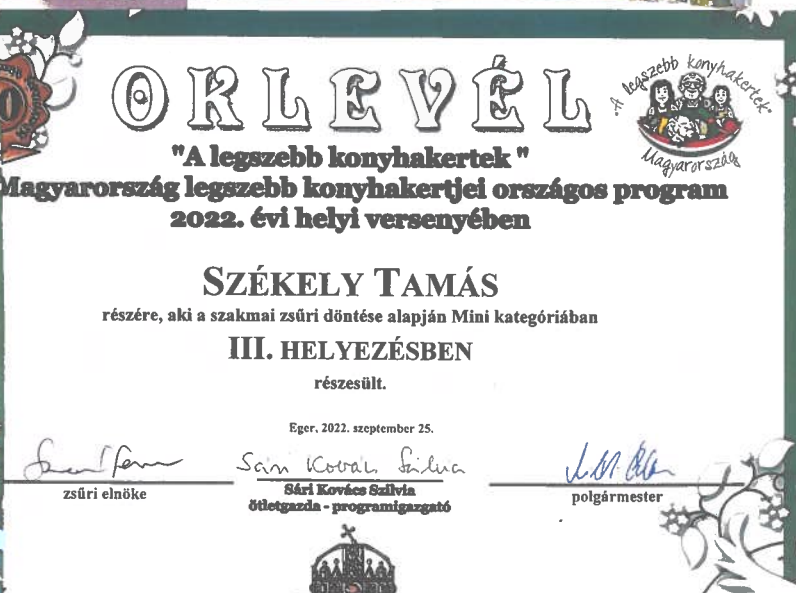 OKLEVÉL
"A legszebb konyhakertek"
Magyarország
"A legszebb konyhakertek "
Magyarország legszebb konyhakertjei országos program
2022. évi helyi versenyében
SZÉKELY TAMÁS
részére, aki a szakmai zsűri döntése alapján Mini kategóriában
III. HELYEZÉSBEN
részesült.
Eger, 2022. szeptember 25.
Sári Kovács Szilvia
zsűri elnöke
Sári Kovács Szilvia
ötletgazda - programigazgató
polgármester